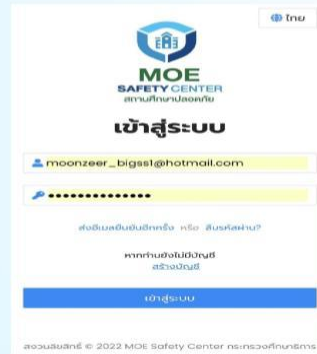 ไทย
MOE
SAFETY CENTER
สถานศึกษาปลอดภัย
เข้าสู่ระบบ
moonzeer_bigss1@hotmail.com
••••••••••••••
ส่งอีเมลยืนยันอีกครั้ง หรือ ลืมรหัสผ่าน?
หากท่านยังไม่มีบัญชี
สร้างบัญชี
เข้าสู่ระบบ
สงวนลิขสิทธิ์ © 2022 MOE Safety Center กระทรวงศึกษาธิการ